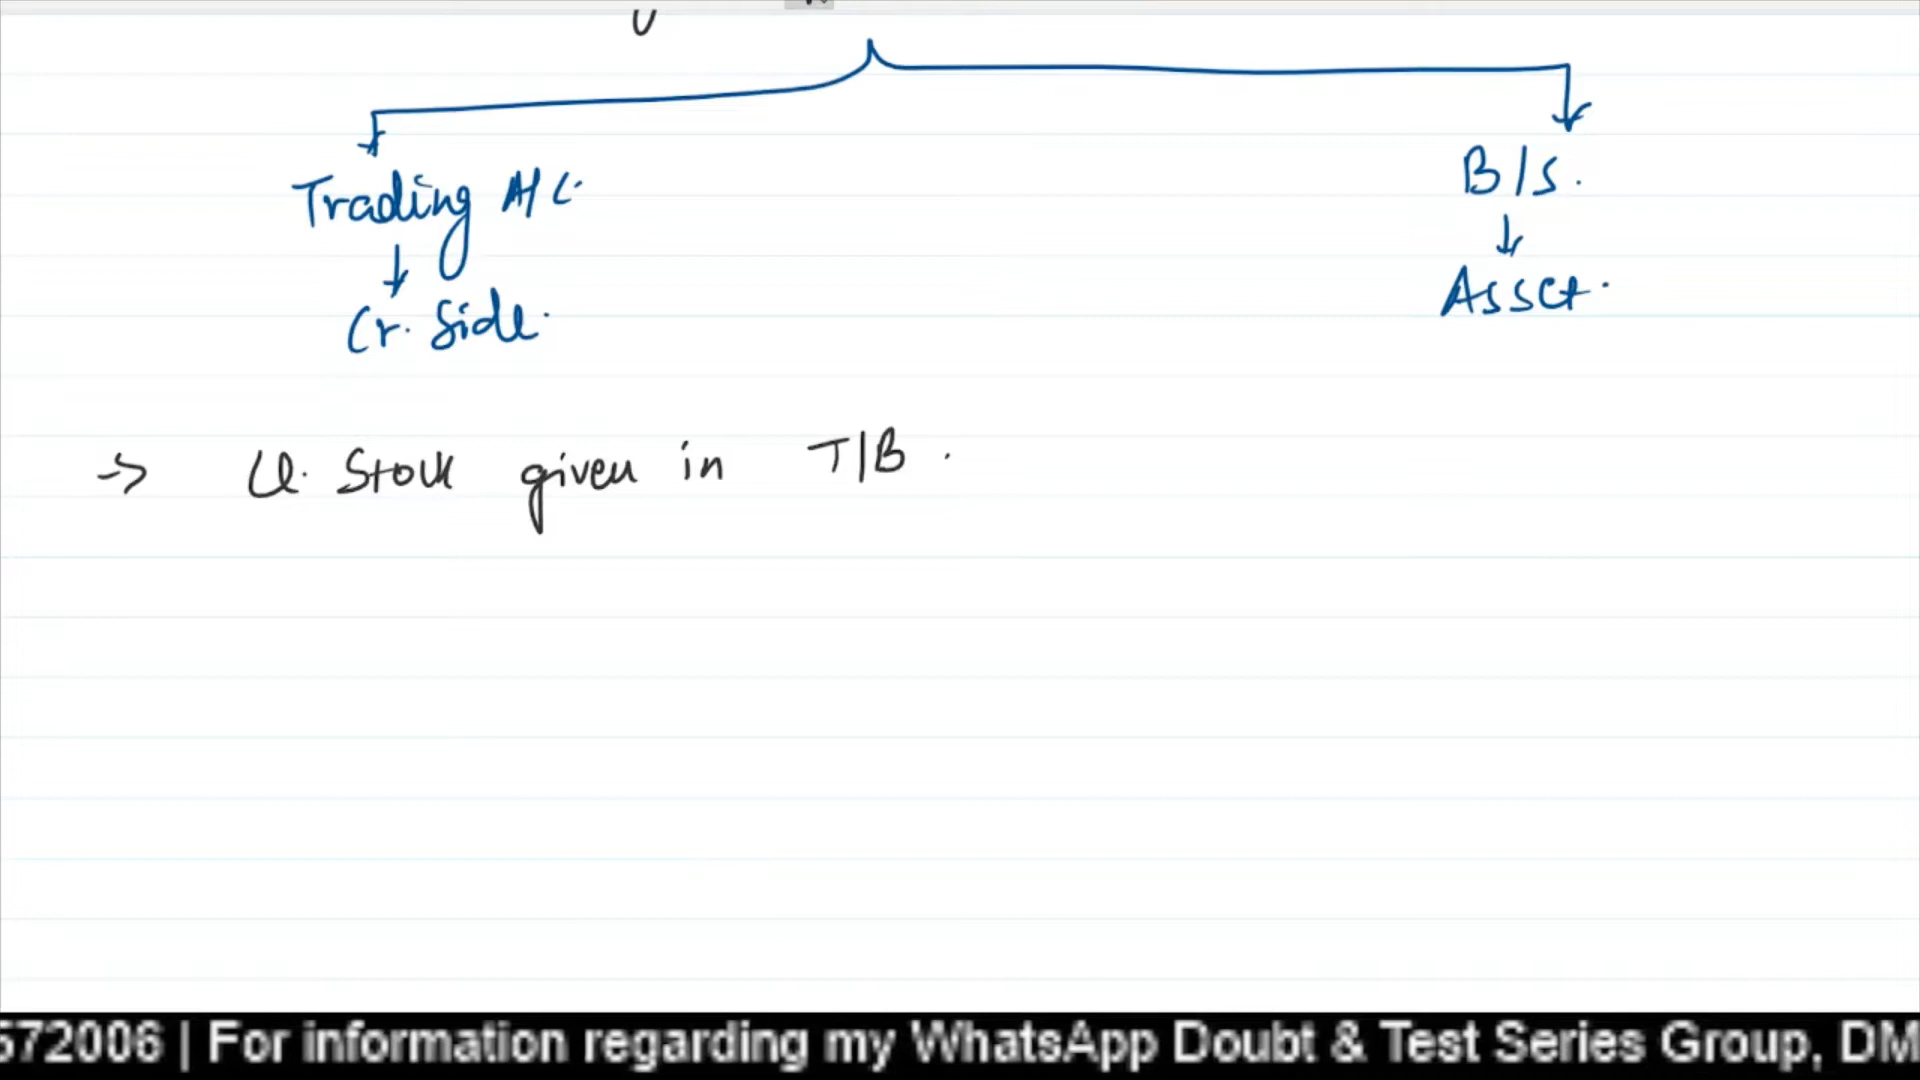 Trading A/C.
B/S.
Cr. Side.
Asset.
→ Cl. Stock given in T/B.
572006 | For information regarding my WhatsApp Doubt & Test Series Group, DM